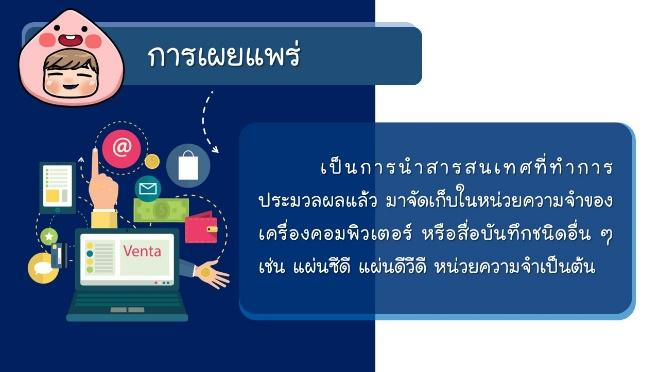 การเผยแพร่
@
Venta
เป็นการนำสารสนเทศที่ทำการ
ประมวลผลแล้ว มาจัดเก็บในหน่วยความจำของ
เครื่องคอมพิวเตอร์ หรือสื่อบันทึกชนิดอื่น ๆ
เช่น แผ่นซีดี แผ่นดีวีดี หน่วยความจำเป็นต้น